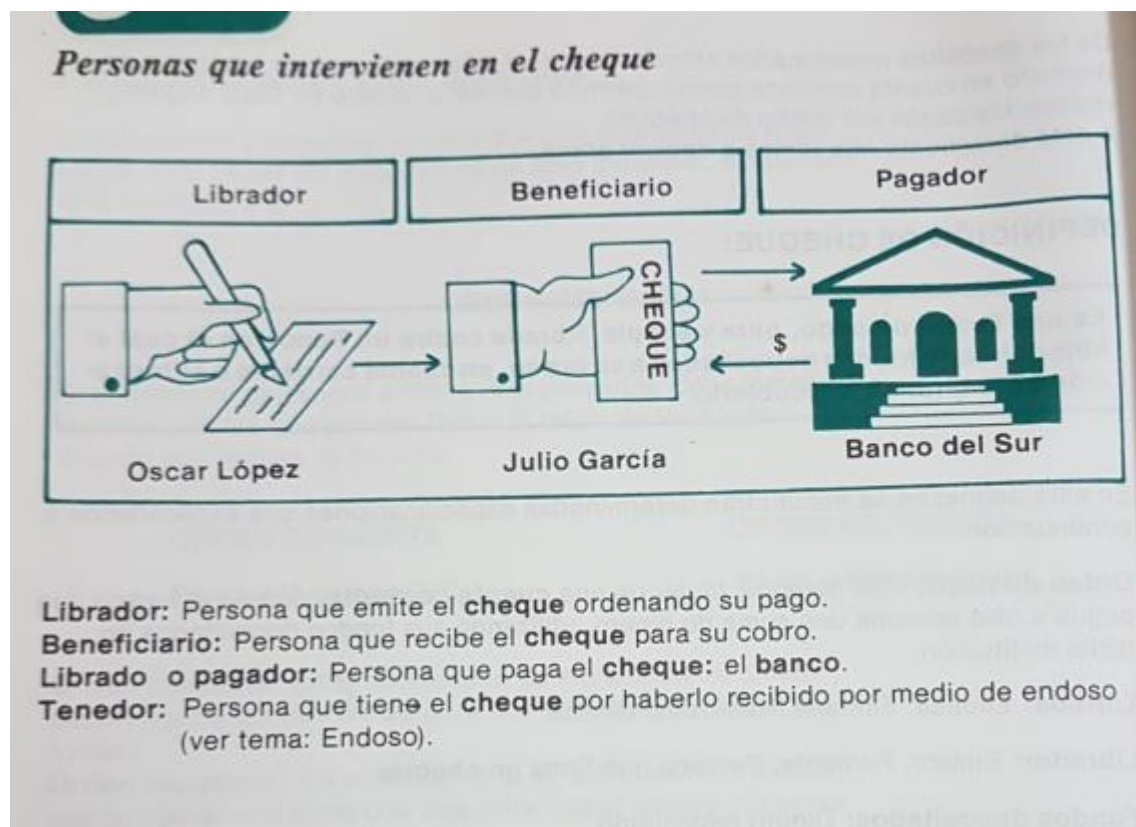 Personas que intervienen en el cheque
Librador
Beneficiario
Pagador
CHEQUE
$
Oscar López
Julio García
Banco del Sur
Librador: Persona que emite el cheque ordenando su pago.
Beneficiario: Persona que recibe el cheque para su cobro.
Librado o pagador: Persona que paga el cheque: el banco.
Tenedor: Persona que tiene el cheque por haberlo recibido por medio de endoso
(ver tema: Endoso).